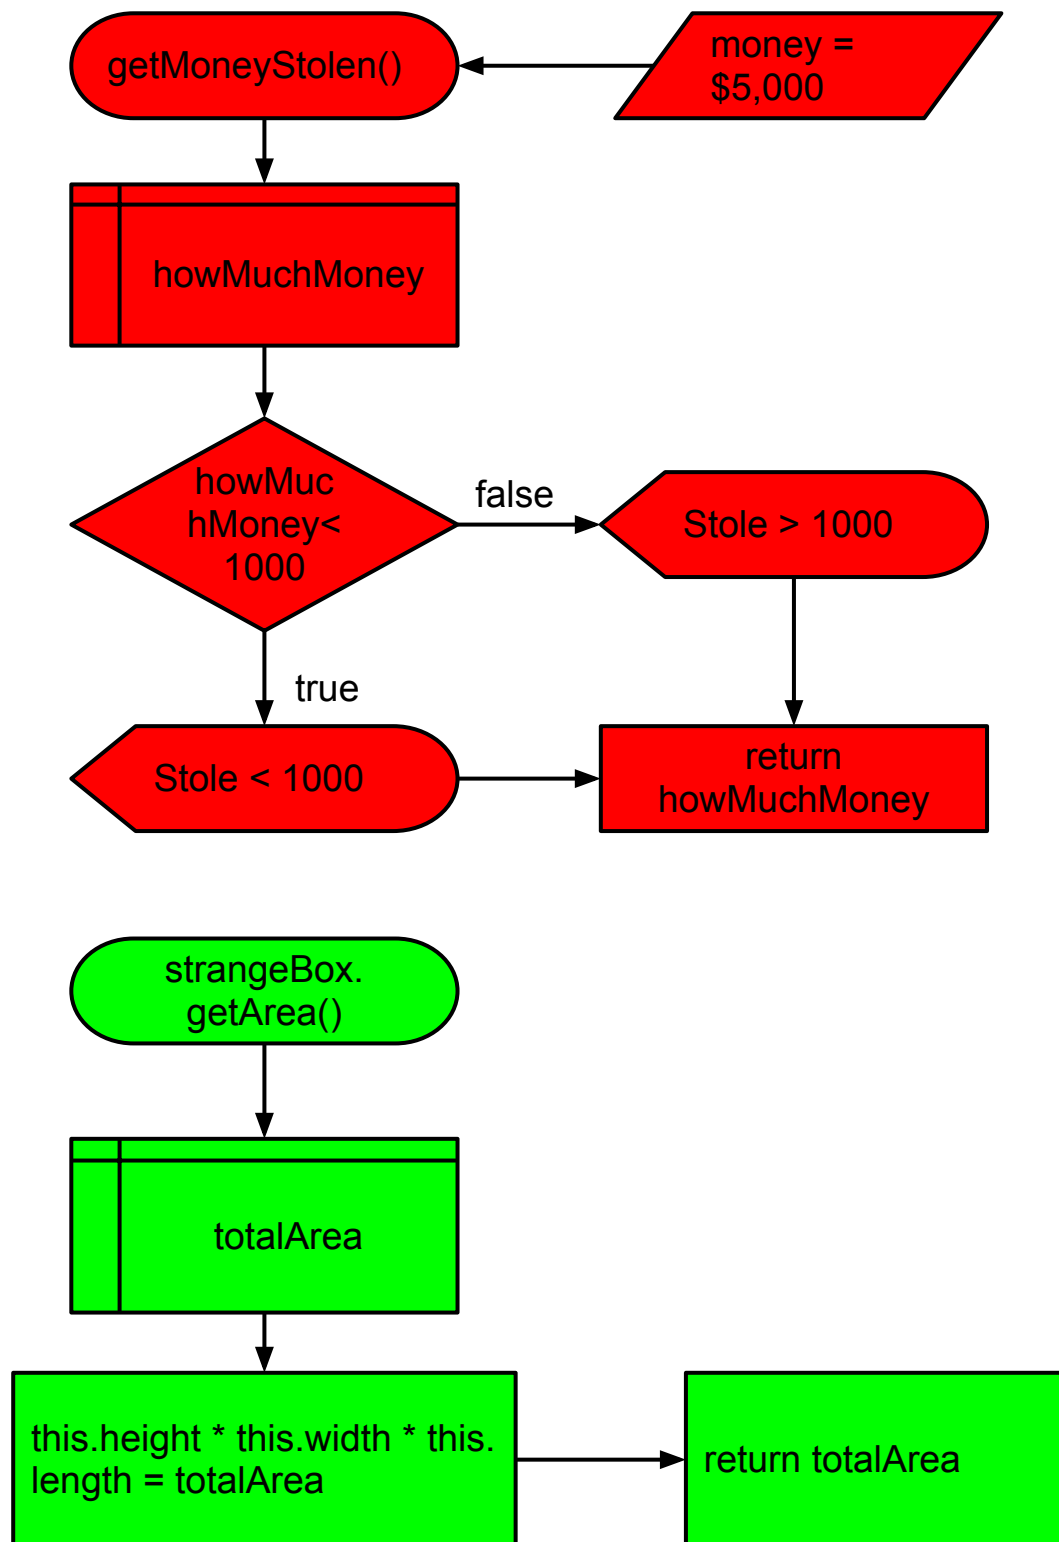 getMoneyStolen()
money =
$5,000
howMuchMoney
howMuc
hMoney<
1000
false
Stole > 1000
true
Stole < 1000
return
howMuchMoney
strangeBox.
getArea()
totalArea
this.height * this.width * this.
length = totalArea
return totalArea